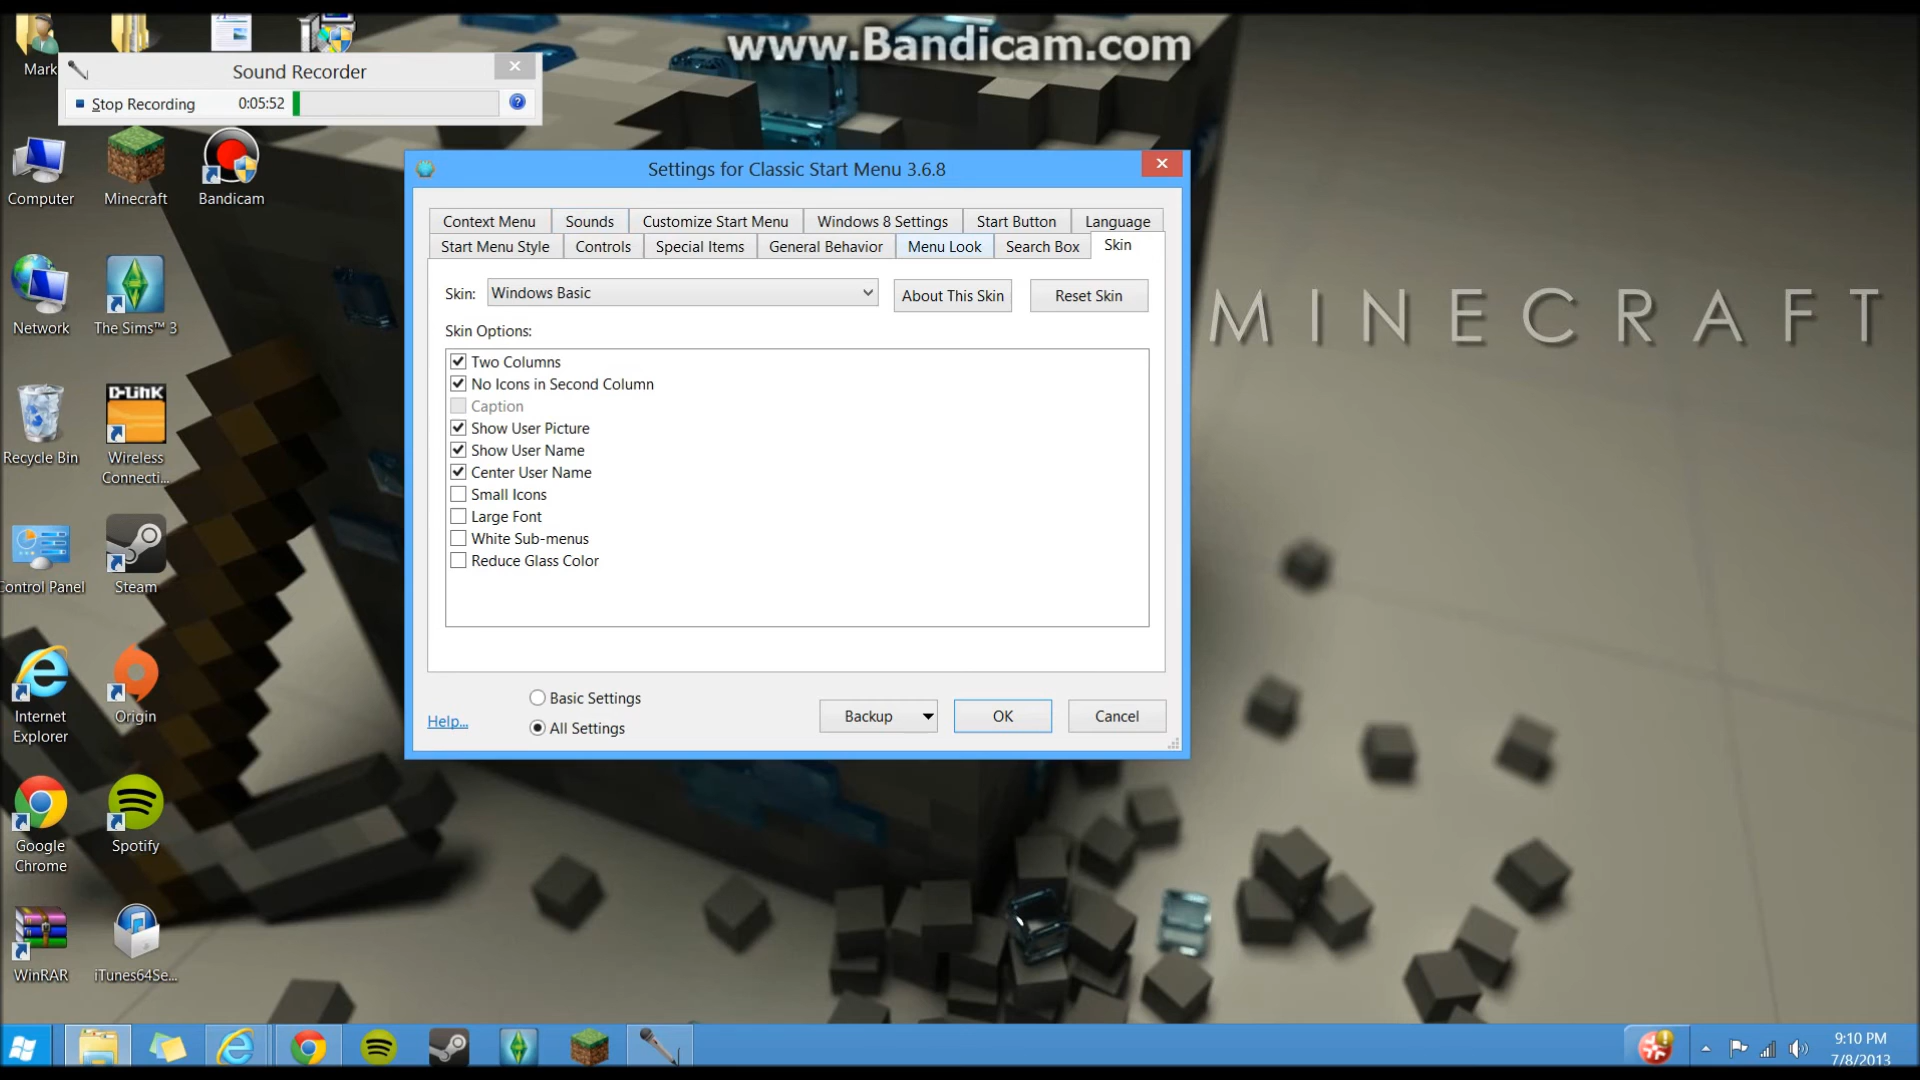 www.Bandicam.com
Mark
Sound Recorder
Stop Recording 0:05:52
Computer
Minecraft
Bandicam
Network
The Sims™ 3
Recycle Bin
D-Link
Wireless
Connecti...
Control Panel
Steam
Internet
Explorer
Origin
Google
Chrome
Spotify
WinRAR
iTunes64Se...
Settings for Classic Start Menu 3.6.8
Context Menu
Sounds
Customize Start Menu
Windows 8 Settings
Start Button
Language
Start Menu Style
Controls
Special Items
General Behavior
Menu Look
Search Box
Skin
Skin: Windows Basic
About This Skin
Reset Skin
Skin Options:
Two Columns
No Icons in Second Column
Caption
Show User Picture
Show User Name
Center User Name
Small Icons
Large Font
White Sub-menus
Reduce Glass Color
Help...
Basic Settings
All Settings
Backup
OK
Cancel
MINECRAFT
9:10 PM
7/8/2013